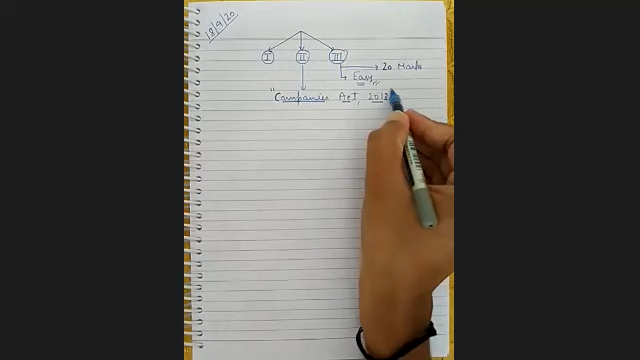 18/9/20
I II III
20 Marks
Easy
"Companies Act, 2013